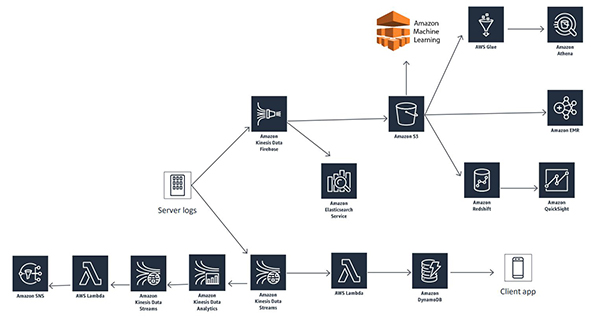 Amazon
Machine
Learning
AWS Glue
Amazon
Athena
Amazon
Kinesis Data
Firehose
Amazon S3
Amazon EMR
Server logs
Amazon
Elasticsearch
Service
Amazon
Redshift
Amazon
QuickSight
Amazon SNS
AWS Lambda
Amazon
Kinesis Data
Streams
Amazon
Kinesis Data
Analytics
Amazon
Kinesis Data
Streams
AWS Lambda
Amazon
DynamoDB
Client app